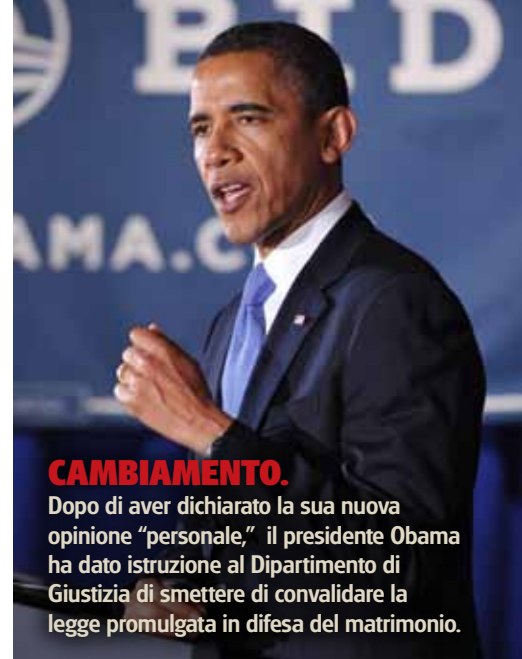 BID
AMA.C
CAMBIAMENTO.
Dopo di aver dichiarato la sua nuova
opinione “personale,” il presidente Obama
ha dato istruzione al Dipartimento di
Giustizia di smettere di convalidare la
legge promulgata in difesa del matrimonio.